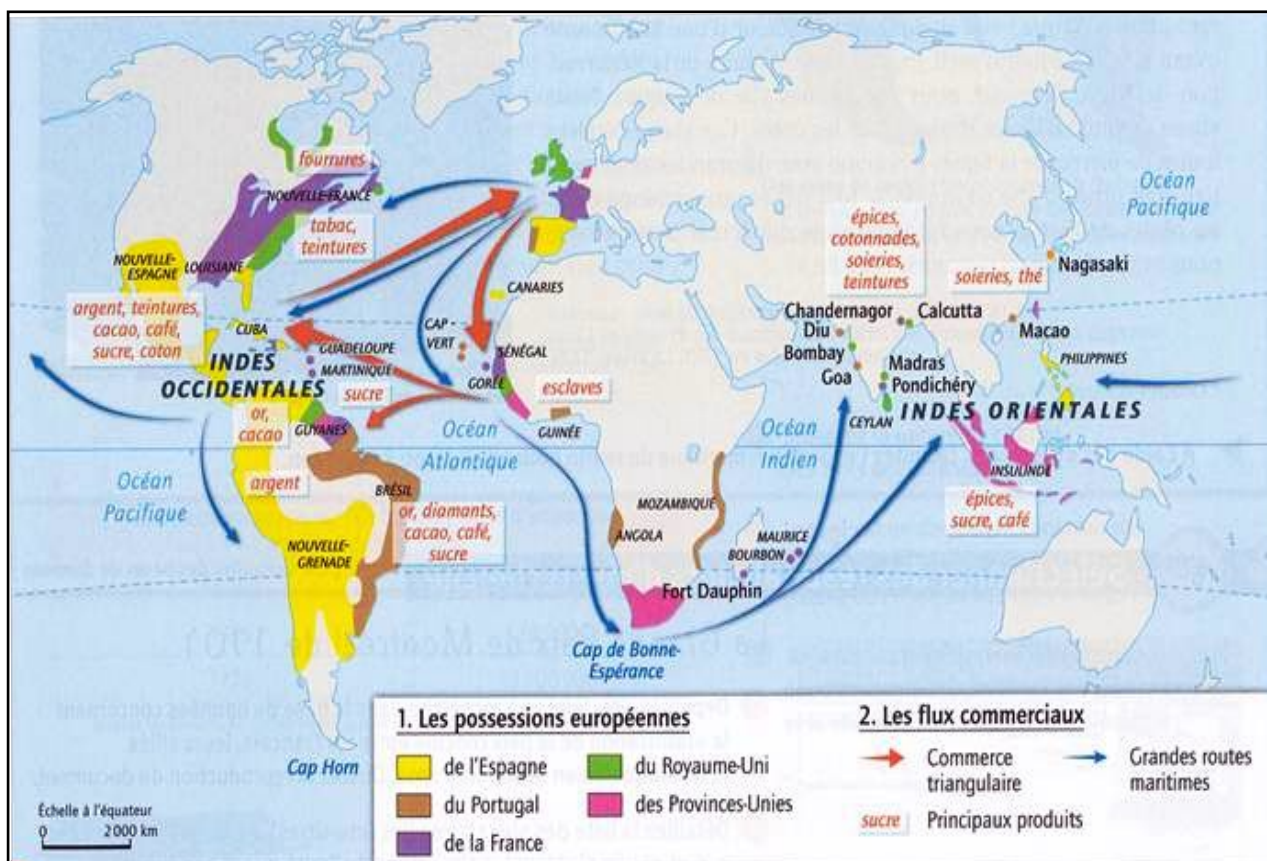 fourrures
NOUVELLE-FRANCE
tabac,
teintures
NOUVELLE-
ESPAGNE
LOUISIANE
argent, teintures,
cacao, café,
sucre, coton
CUBA
GUADELOUPE
MARTINIQUE
INDES
OCCIDENTALES
sucre
or,
cacao
GUYANES
argent
Océan
Pacifique
BRÉSIL
or, diamants,
cacao, café,
sucre
NOUVELLE-
GRENADE
Cap Horn
Océan
Atlantique
CANARIES
CAP
VERT
SÉNÉGAL
GORÉE
esclaves
GUINÉE
ANGOLA
MOZAMBIQUE
MAURICE
BOURBON
Fort Dauphin
Cap de Bonne-
Espérance
Océan
Indien
épices,
cotonnades,
soieries,
teintures
Chandernagor
Calcutta
Diu
Bombay
Goa
Madras
Pondichéry
CEYLAN
INDES ORIENTALES
soieries, thé
Océan
Pacifique
Nagasaki
Macao
PHILIPPINES
INSULINDE
épices,
sucre, café
Échelle à l'équateur
0 2 000 km
1. Les possessions européennes
de l'Espagne
du Portugal
de la France
du Royaume-Uni
des Provinces-Unies
2. Les flux commerciaux
Commerce
triangulaire
Grandes routes
maritimes
sucre Principaux produits